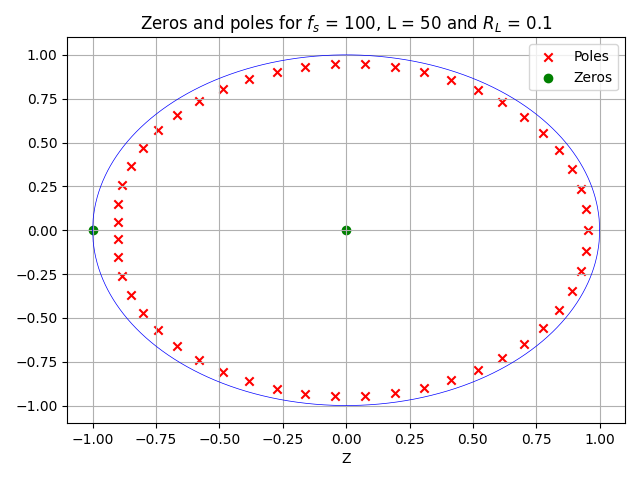 Zeros and poles for $f_s$ = 100, L = 50 and $R_L$ = 0.1
Poles
Zeros
1.00
0.75
0.50
0.25
0.00
−0.25
−0.50
−0.75
−1.00
−1.00 −0.75 −0.50 −0.25 0.00 0.25 0.50 0.75 1.00
Z